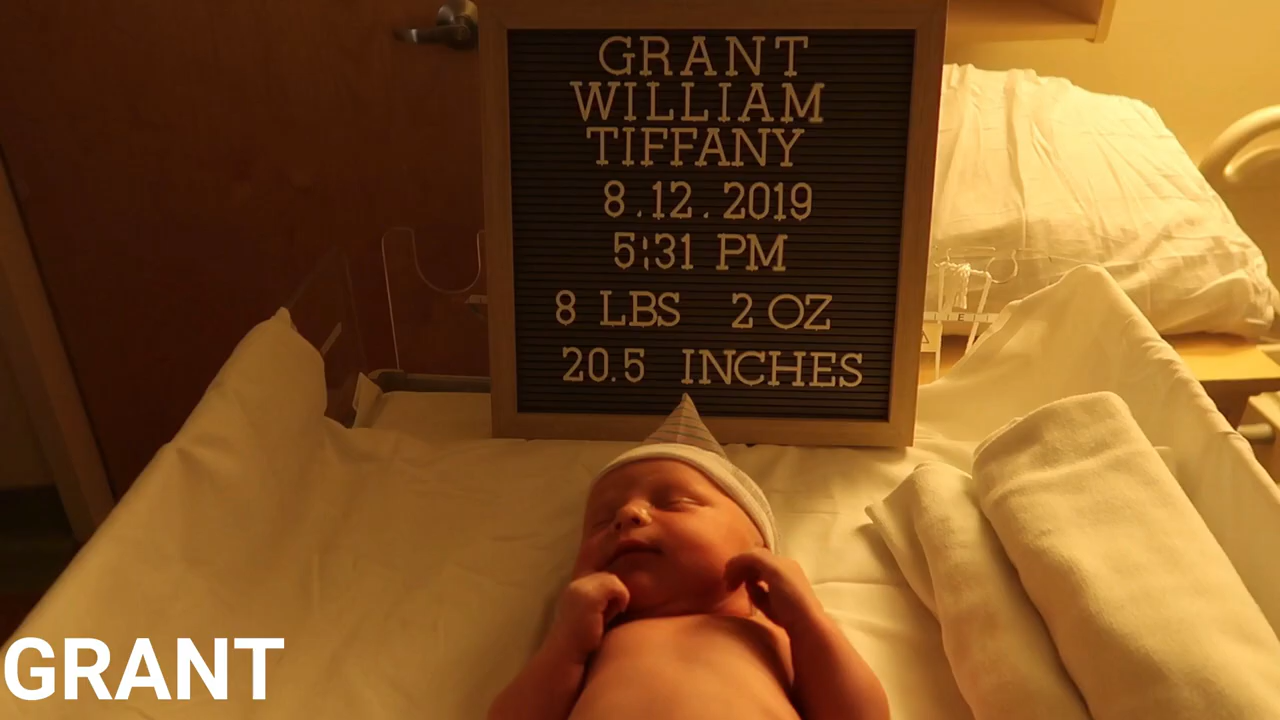 GRANT
WILLIAM
TIFFANY
8.12.2019
5:31 PM
8 LBS 2 OZ
20.5 INCHES
GRANT